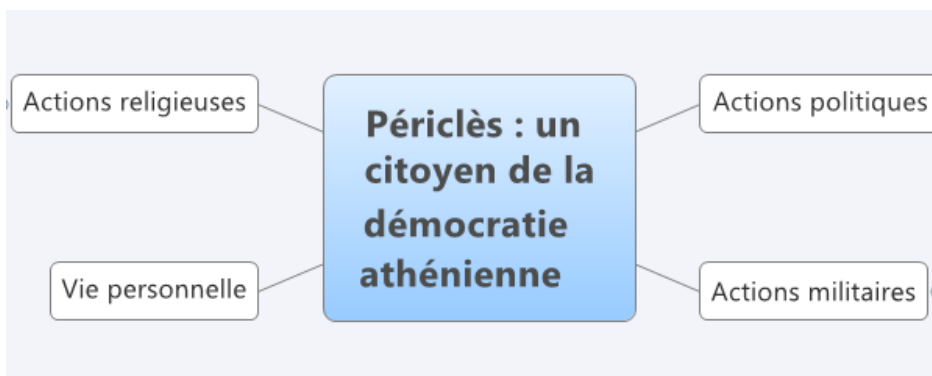 Actions religieuses
Périclès : un
citoyen de la
démocratie
athénienne
Actions politiques
Vie personnelle
Actions militaires